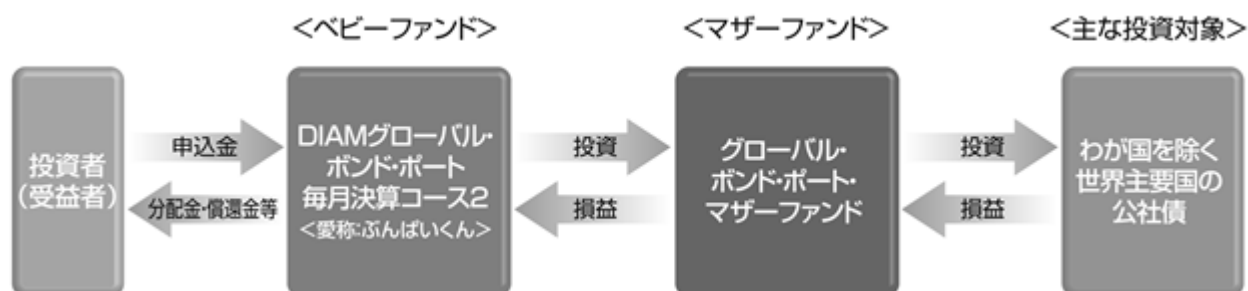 <ベビーファンド>
<マザーファンド>
<主な投資対象>
投資者
(受益者)
申込金
分配金・償還金等
DIAMグローバル・
ボンド・ポート
毎月決算コース2
<愛称:ぶんぱいくん>
投資
損益
グローバル・
ボンド・ポート・
マザーファンド
投資
損益
わが国を除く
世界主要国の
公社債